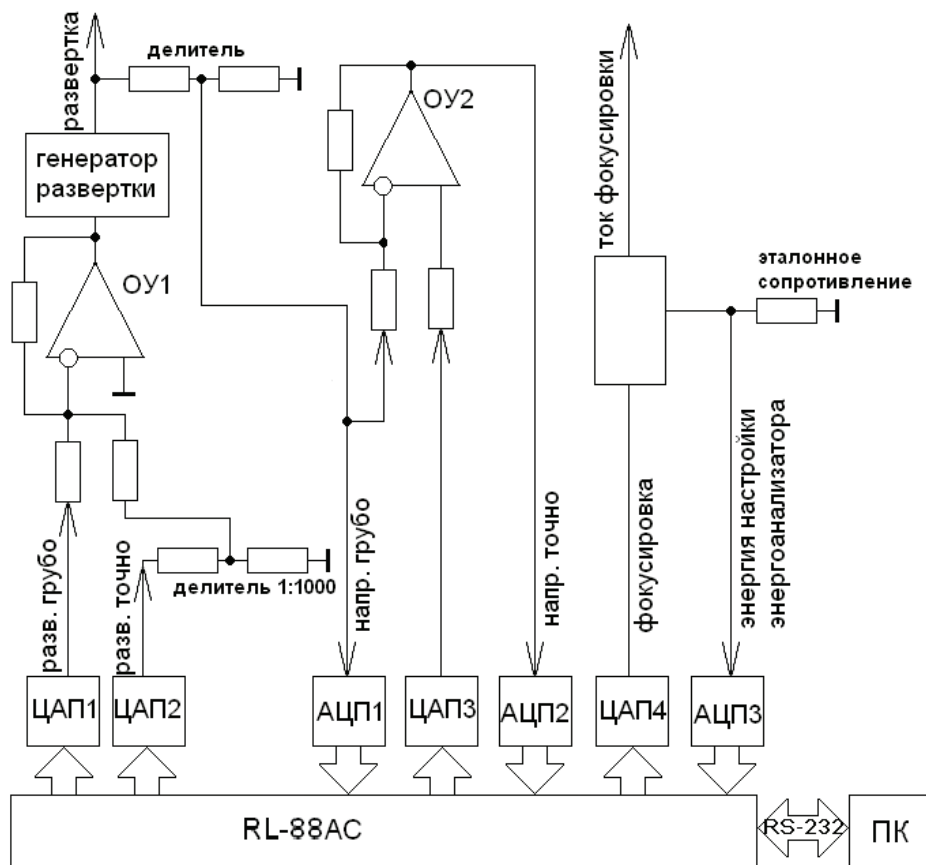 делитель
развертка
ОУ2
ток фокусировки
генератор
развертки
эталонное
сопротивление
ОУ1
разв. грубо
разв. точно
делитель 1:1000
напр. грубо
напр. точно
фокусировка
энергия настройки
энергоанализатора
ЦАП1
ЦАП2
АЦП1
ЦАП3
АЦП2
ЦАП4
АЦП3
RL-88AC
RS-232
ПК